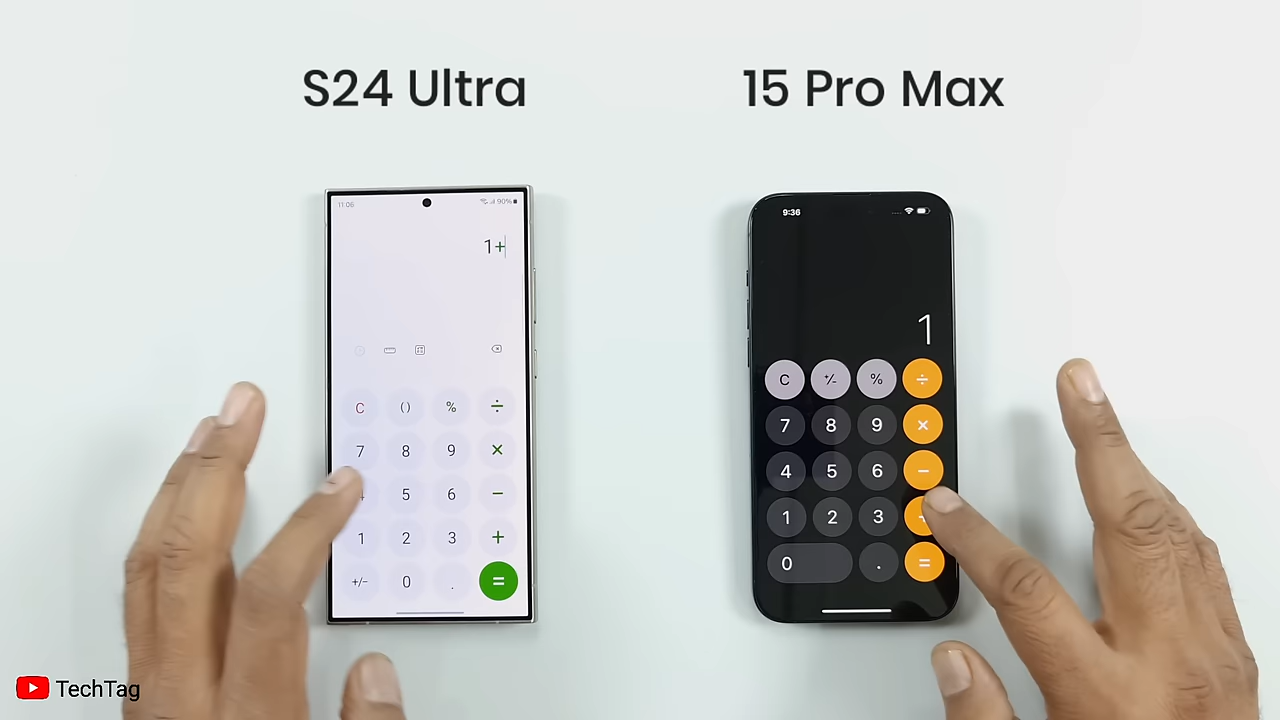 S24 Ultra
15 Pro Max
11:06
90%
1+
C () % ÷
7 8 9 ×
5 6 −
1 2 3 +
+/− 0 . =
9:36
1
C +/− % ÷
7 8 9 ×
4 5 6 −
1 2 3
0 . =
TechTag